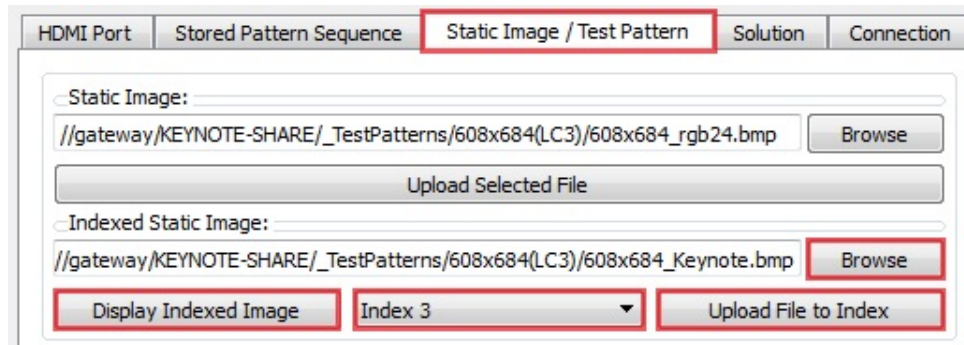 HDMI Port Stored Pattern Sequence Static Image / Test Pattern Solution Connection
Static Image:
//gateway/KEYNOTE-SHARE/_TestPatterns/608x684(LC3)/608x684_rgb24.bmp Browse
Upload Selected File
Indexed Static Image:
//gateway/KEYNOTE-SHARE/_TestPatterns/608x684(LC3)/608x684_Keynote.bmp Browse
Display Indexed Image Index 3 Upload File to Index